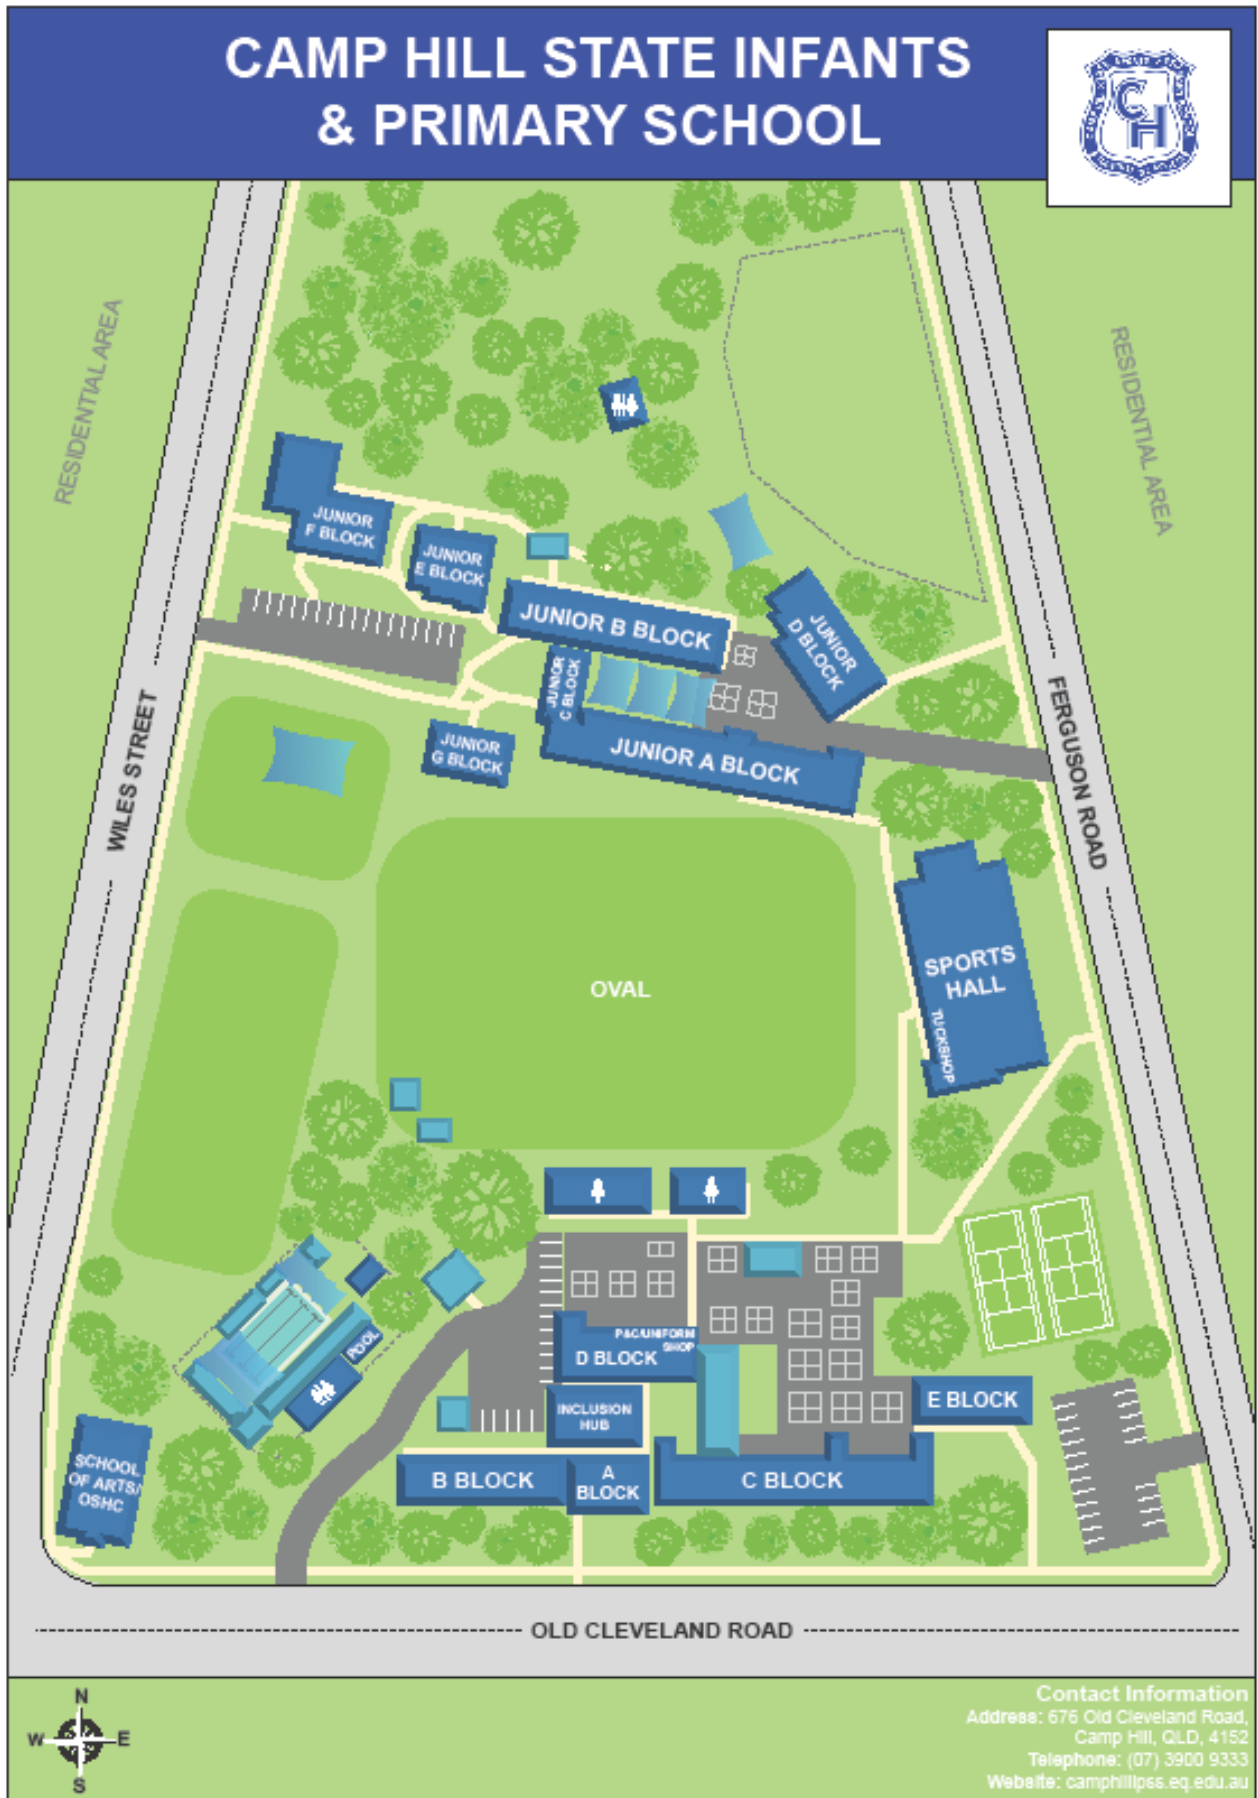 CAMP HILL STATE INFANTS
& PRIMARY SCHOOL
CH
RESIDENTIAL AREA
RESIDENTIAL AREA
JUNIOR
F BLOCK
JUNIOR
E BLOCK
JUNIOR B BLOCK
JUNIOR
D BLOCK
JUNIOR
C BLOCK
JUNIOR
G BLOCK
JUNIOR A BLOCK
WILES STREET
FERGUSON ROAD
SPORTS
HALL
TUCKSHOP
OVAL
POOL
P&C/UNIFORM
SHOP
D BLOCK
INCLUSION
HUB
E BLOCK
SCHOOL
OF ARTS/
OSHC
B BLOCK
A
BLOCK
C BLOCK
OLD CLEVELAND ROAD
N
W
E
S
Contact Information
Address: 676 Old Cleveland Road,
Camp Hill, QLD, 4152
Telephone: (07) 3900 9333
Website: camphillipss.eq.edu.au